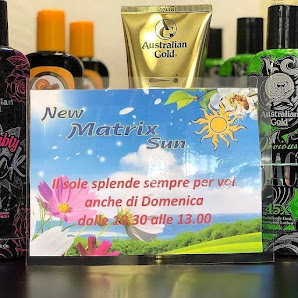 Australian
Gold
New
Matrix
Sun
Il sole splende sempre per voi
anche di Domenica
dalle 10.30 alle 13.00
Australian
Gold